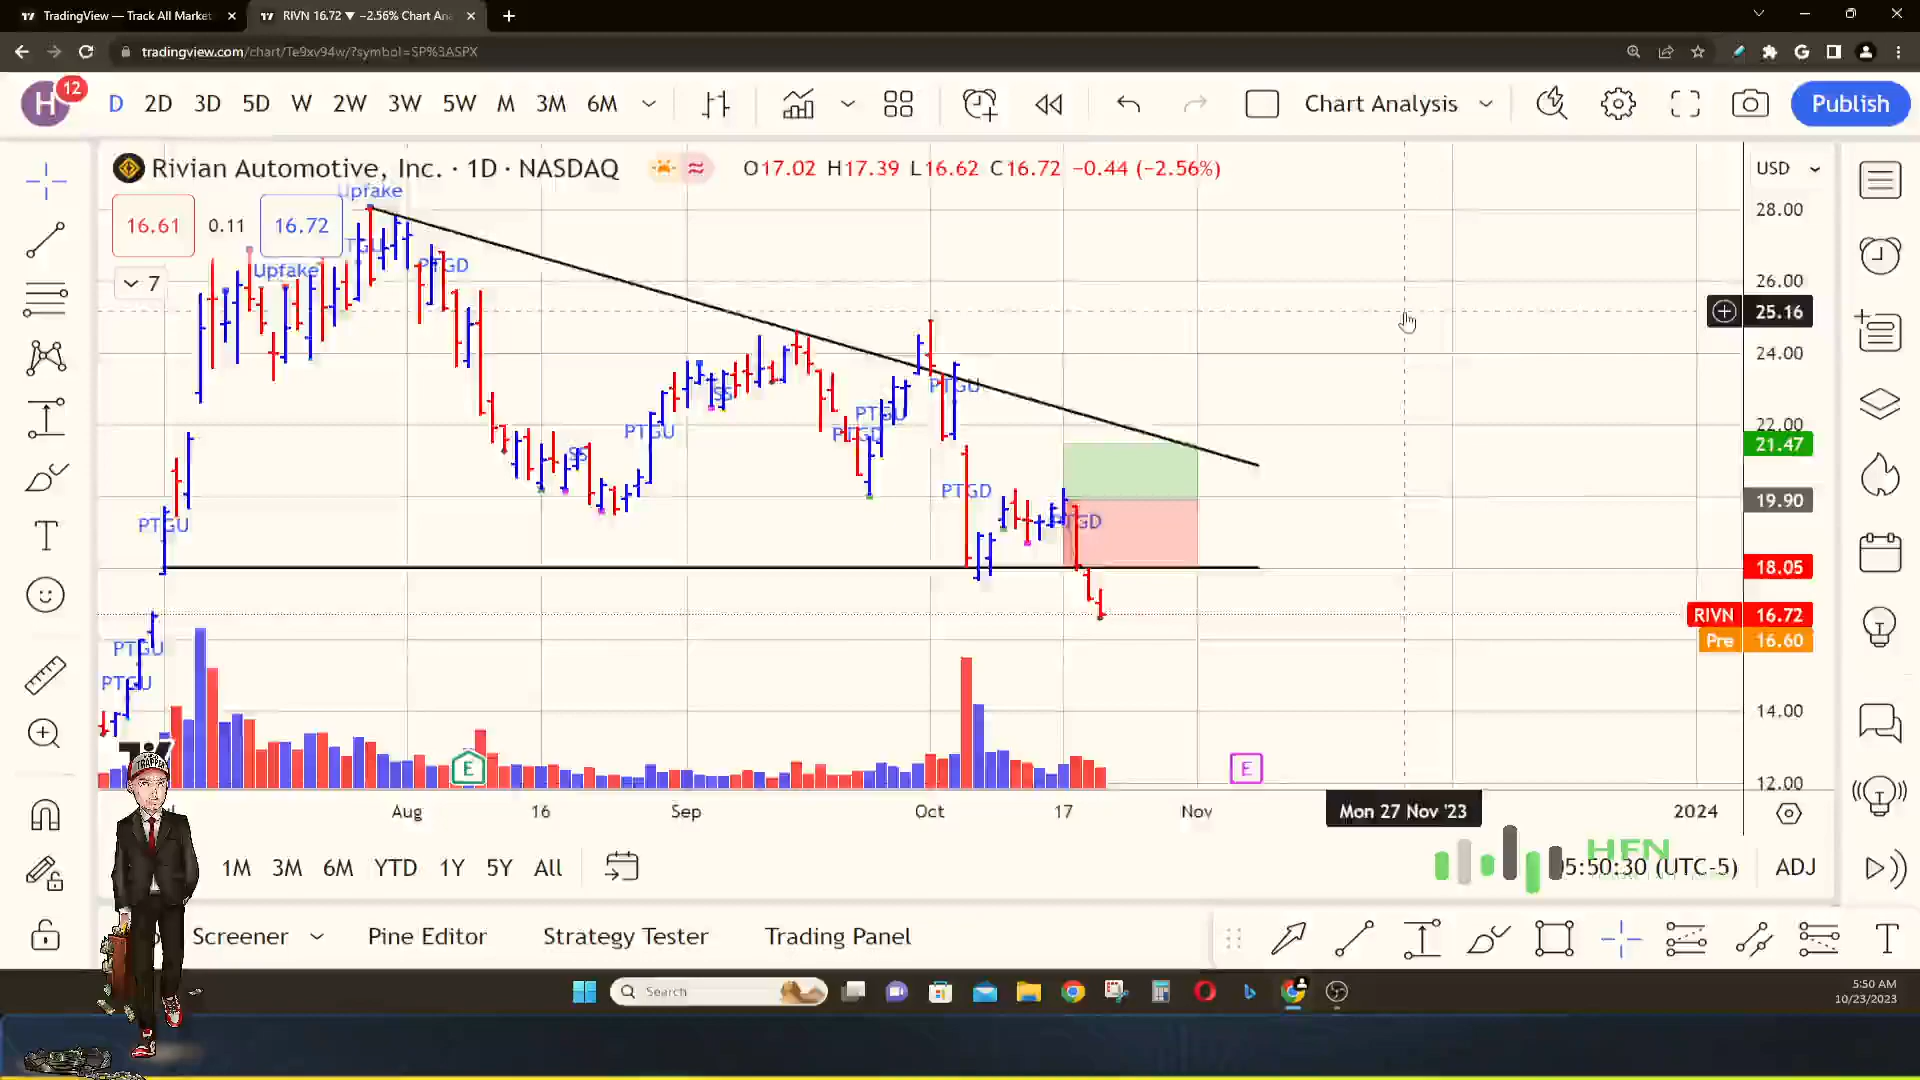 TradingView — Track All Market
RIVN 16.72 ▼ −2.56% Chart Ana
tradingview.com/chart/Te9xv94w/?symbol=SP%3ASPX
H
12
D 2D 3D 5D W 2W 3W 5W M 3M 6M
Chart Analysis
Publish
Rivian Automotive, Inc. · 1D · NASDAQ
O17.02 H17.39 L16.62 C16.72 −0.44 (−2.56%)
USD
16.61
0.11
16.72
7
Upfake
Upfake
PTGD
PTGU
SS
SS
PTGU
PTGU
PTGD
PTGU
PTGD
PTGD
PTGU
PTGU
28.00
26.00
25.16
24.00
22.00
21.47
19.90
18.05
RIVN 16.72
Pre 16.60
14.00
12.00
E
E
TRAPPER
Aug 16 Sep Oct 17 Nov
Mon 27 Nov '23
2024
1M 3M 6M YTD 1Y 5Y All
HFN
5:50:30 (UTC-5)
ADJ
Screener
Pine Editor
Strategy Tester
Trading Panel
Search
5:50 AM
10/23/2023